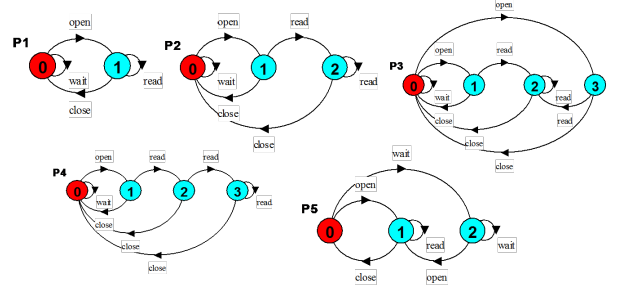 P1
open
0
1
wait
read
close
P2
open
read
0
1
2
wait
read
close
close
P3
open
open
read
0
1
2
3
wait
read
close
read
close
close
P4
open
read
read
0
1
2
3
wait
read
close
close
close
P5
wait
open
0
1
2
read
wait
close
open